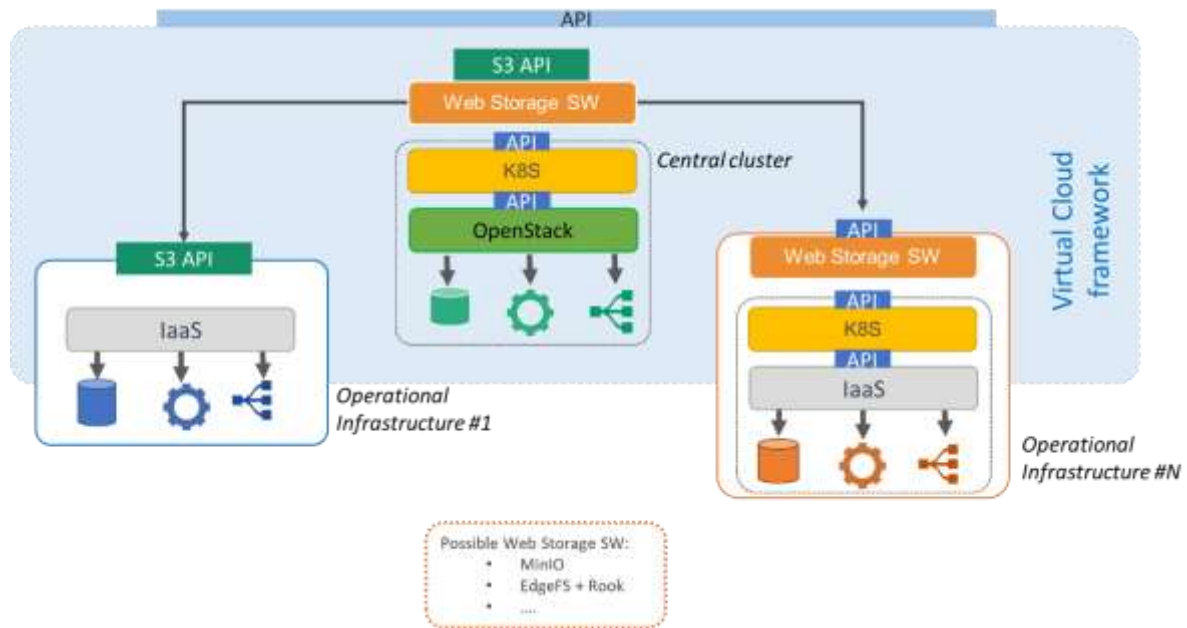 API
S3 API
Web Storage SW
API
K8S
Central cluster
API
OpenStack
Virtual Cloud
framework
S3 API
IaaS
Operational
Infrastructure #1
API
Web Storage SW
API
K8S
API
IaaS
Operational
Infrastructure #N
Possible Web Storage SW:
• MinIO
• EdgeFS + Rook
• ....